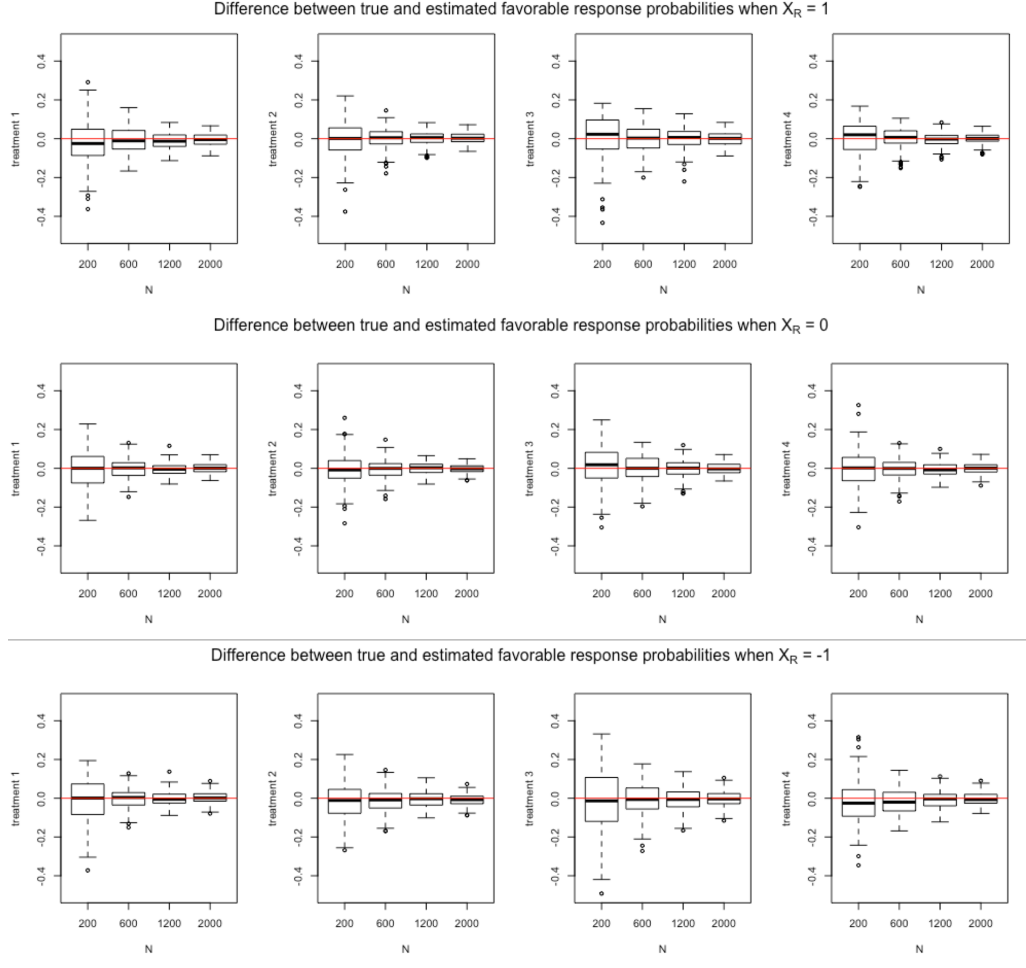 Difference between true and estimated favorable response probabilities when X_R = 1
treatment 1
0.4
0.2
0.0
-0.2
-0.4
200 600 1200 2000
N
treatment 2
0.4
0.2
0.0
-0.2
-0.4
200 600 1200 2000
N
treatment 3
0.4
0.2
0.0
-0.2
-0.4
200 600 1200 2000
N
treatment 4
0.4
0.2
0.0
-0.2
-0.4
200 600 1200 2000
N
Difference between true and estimated favorable response probabilities when X_R = 0
treatment 1
0.4
0.2
0.0
-0.2
-0.4
200 600 1200 2000
N
treatment 2
0.4
0.2
0.0
-0.2
-0.4
200 600 1200 2000
N
treatment 3
0.4
0.2
0.0
-0.2
-0.4
200 600 1200 2000
N
treatment 4
0.4
0.2
0.0
-0.2
-0.4
200 600 1200 2000
N
Difference between true and estimated favorable response probabilities when X_R = -1
treatment 1
0.4
0.2
0.0
-0.2
-0.4
200 600 1200 2000
N
treatment 2
0.4
0.2
0.0
-0.2
-0.4
200 600 1200 2000
N
treatment 3
0.4
0.2
0.0
-0.2
-0.4
200 600 1200 2000
N
treatment 4
0.4
0.2
0.0
-0.2
-0.4
200 600 1200 2000
N